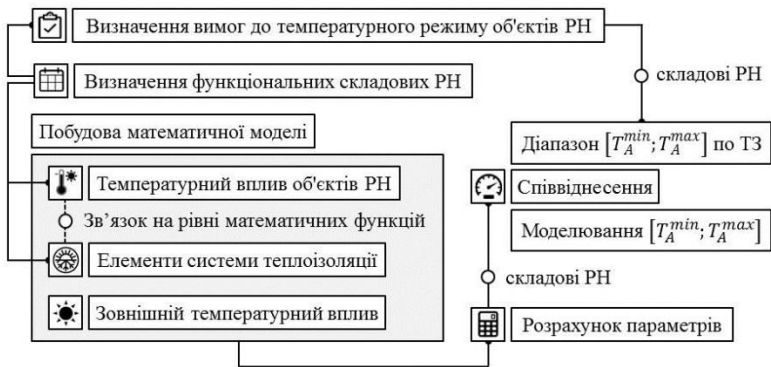 Визначення вимог до температурного режиму об'єктів РН
складові РН
Визначення функціональних складових РН
Побудова математичної моделі
Діапазон [T_A^{min}; T_A^{max}] по ТЗ
Температурний вплив об'єктів РН
Співвіднесення
Зв’язок на рівні математичних функцій
Моделювання [T_A^{min}; T_A^{max}]
Елементи системи теплоізоляції
складові РН
Зовнішній температурний вплив
Розрахунок параметрів